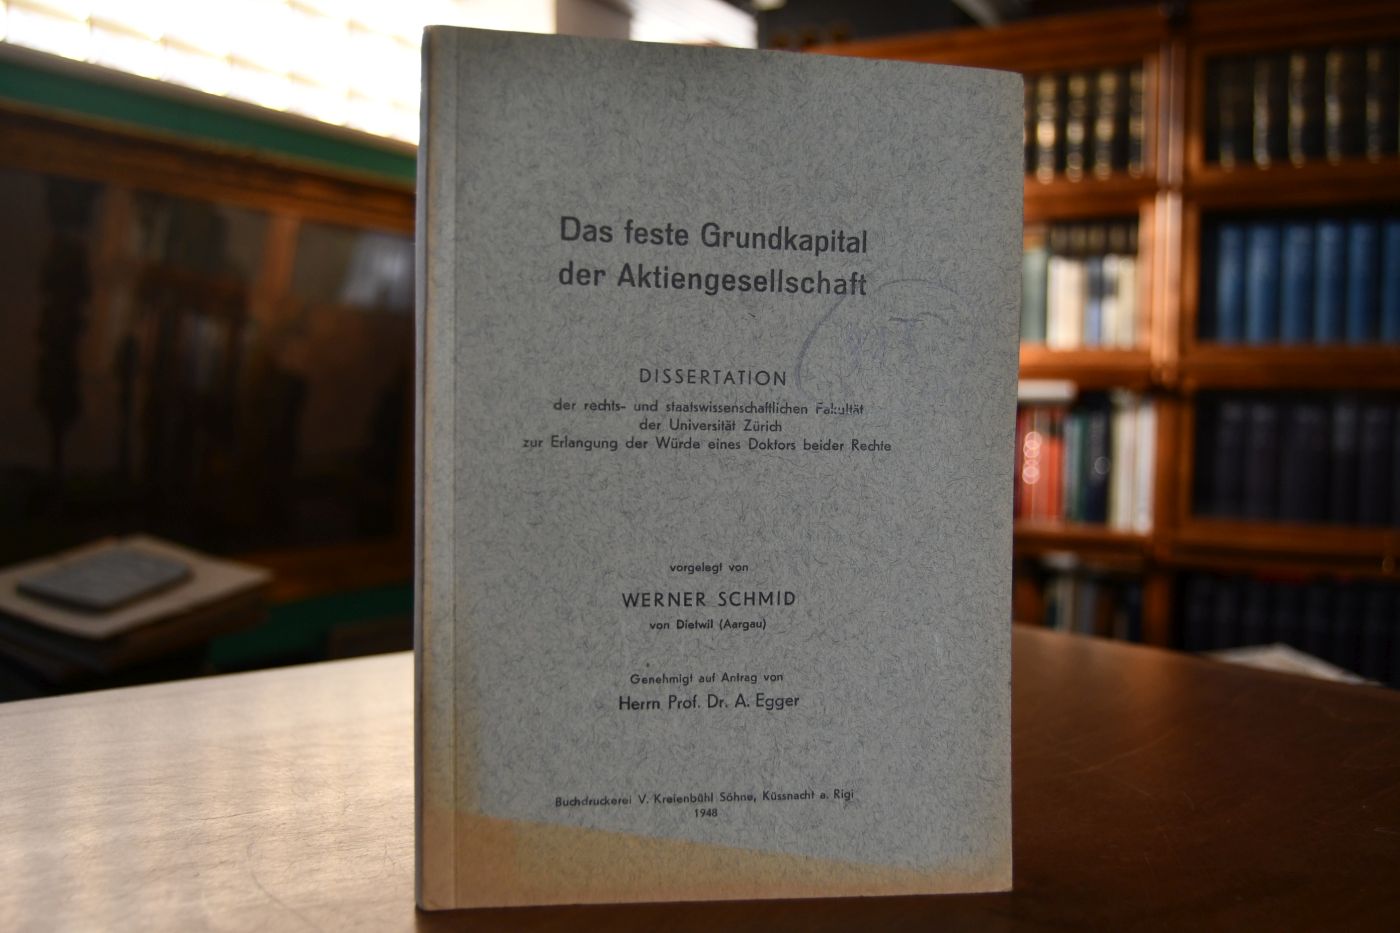 Das feste Grundkapital
der Aktiengesellschaft
DISSERTATION
der rechts- und staatswissenschaftlichen Fakultät
der Universität Zürich
zur Erlangung der Würde eines Doktors beider Rechte
vorgelegt von
WERNER SCHMID
von Dietwil (Aargau)
Genehmigt auf Antrag von
Herrn Prof. Dr. A. Egger
Buchdruckerei V. Kreienbühl Söhne, Küssnacht a. Rigi
1948